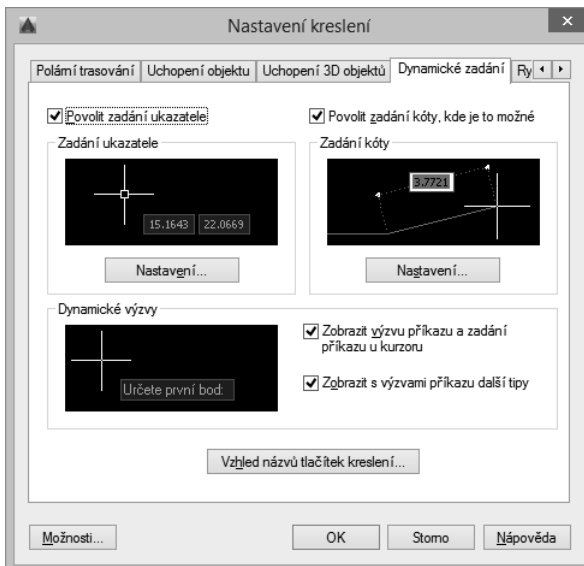 Nastavení kreslení
Polární trasování Uchopení objektu Uchopení 3D objektů Dynamické zadání Ry
Povolit zadání ukazatele
Povolit zadání kóty, kde je to možné
Zadání ukazatele
Zadání kóty
15.1643 22.0669
3.7721
Nastavení...
Nastavení...
Dynamické výzvy
Určete první bod:
Zobrazit výzvu příkazu a zadání
příkazu u kurzoru
Zobrazit s výzvami příkazu další tipy
Vzhled názvů tlačítek kreslení...
Možnosti...
OK
Storno
Nápověda